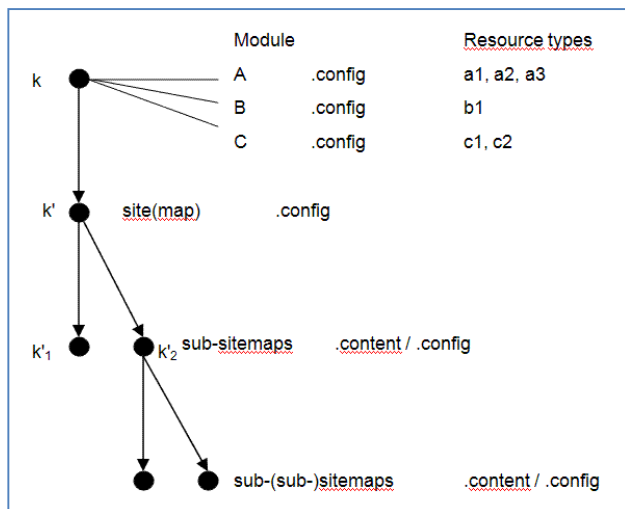 Module Resource types
k A .config a1, a2, a3
B .config b1
C .config c1, c2
k' site(map) .config
k'1 k'2 sub-sitemaps .content / .config
sub-(sub-)sitemaps .content / .config